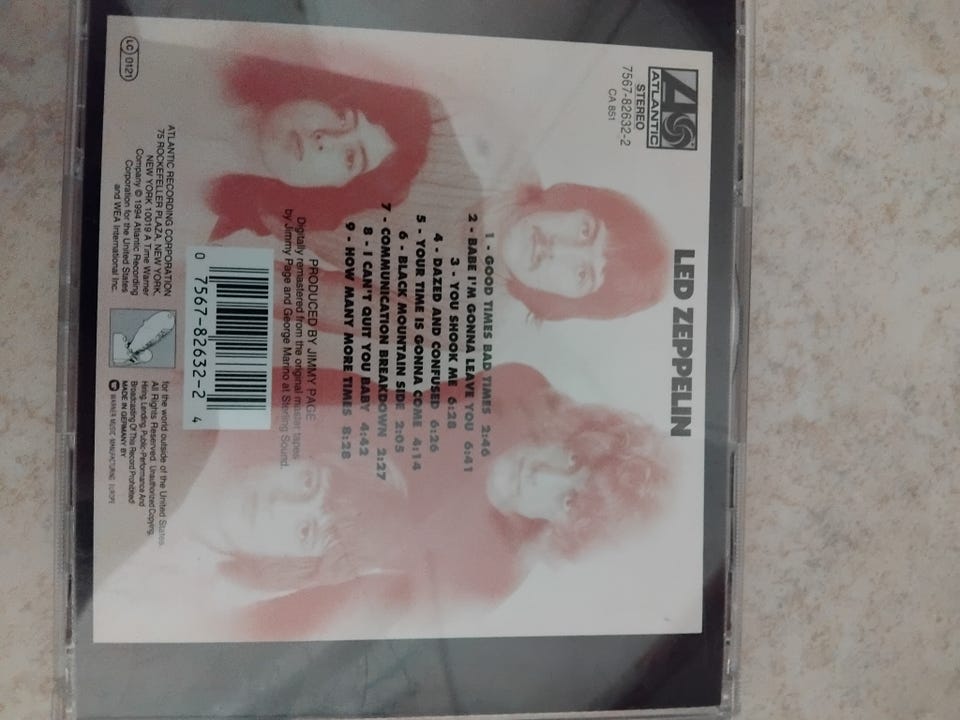 ATLANTIC
STEREO
7567-82632-2
CA 851
LED ZEPPELIN
1 - GOOD TIMES BAD TIMES 2:46
2 - BABE I'M GONNA LEAVE YOU 6:41
3 - YOU SHOOK ME 6:28
4 - DAZED AND CONFUSED 6:26
5 - YOUR TIME IS GONNA COME 4:14
6 - BLACK MOUNTAIN SIDE 2:05
7 - COMMUNICATION BREAKDOWN 2:27
8 - I CAN'T QUIT YOU BABY 4:42
9 - HOW MANY MORE TIMES 8:28
PRODUCED BY JIMMY PAGE
Digitally remastered from the original master tapes
by Jimmy Page and George Marino at Sterling Sound.
LC 0121
ATLANTIC RECORDING CORPORATION
75 ROCKEFELLER PLAZA, NEW YORK,
NEW YORK 10019 A Time Warner
Company © 1994 Atlantic Recording
Corporation for the United States
and WEA International Inc.
0 7567-82632-2 4
for the world outside of the United States.
All Rights Reserved. Unauthorized Copying,
Hiring, Lending, Public-Performance And
Broadcasting Of This Record Prohibited
MADE IN GERMANY BY
WARNER MUSIC MANUFACTURING EUROPE